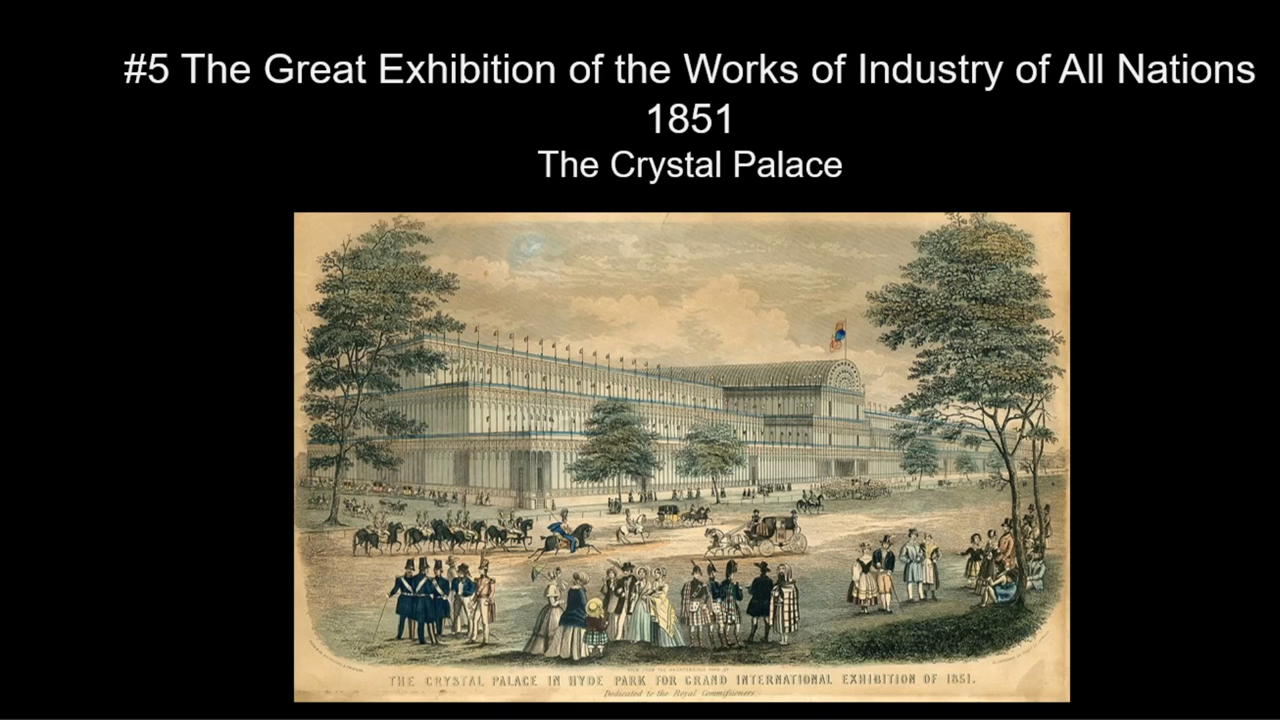 #5 The Great Exhibition of the Works of Industry of All Nations
1851
The Crystal Palace
THE CRYSTAL PALACE IN HYDE PARK FOR GRAND INTERNATIONAL EXHIBITION OF 1851.
Dedicated to the Royal Commissioners